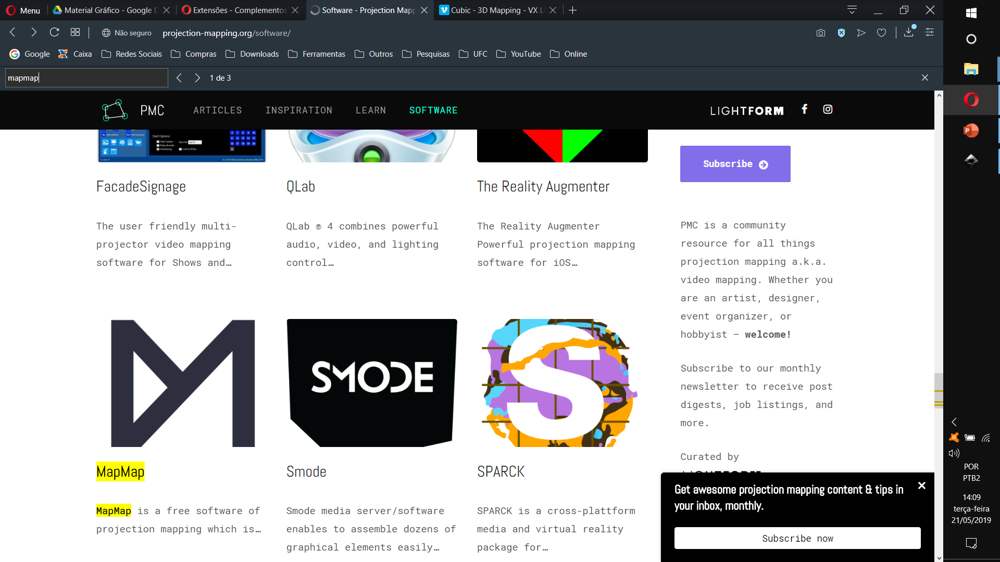 Menu
Material Gráfico - Google D
Extensões - Complementos
Software - Projection Mapp
Cubic - 3D Mapping - VX L
Não seguro
projection-mapping.org/software/
Google
Caixa
Redes Sociais
Compras
Downloads
Ferramentas
Outros
Pesquisas
UFC
YouTube
Online
mapmap
1 de 3
PMC
ARTICLES
INSPIRATION
LEARN
SOFTWARE
LIGHTFORM
Start Options:
FacadeSignage
QLab
The Reality Augmenter
The user friendly multi-
projector video mapping
software for Shows and…
QLab ® 4 combines powerful
audio, video, and lighting
control…
The Reality Augmenter
Powerful projection mapping
software for iOS…
SMODE
S
MapMap
Smode
SPARCK
MapMap is a free software of
projection mapping which is…
Smode media server/software
enables to assemble dozens of
graphical elements easily…
SPARCK is a cross-plattform
media and virtual reality
package for…
Subscribe
PMC is a community
resource for all things
projection mapping a.k.a.
video mapping. Whether you
are an artist, designer,
event organizer, or
hobbyist — welcome!
Subscribe to our monthly
newsletter to receive post
digests, job listings, and
more.
Curated by
Get awesome projection mapping content & tips in
your inbox, monthly.
Subscribe now
POR
PTB2
14:09
terça-feira
21/05/2019